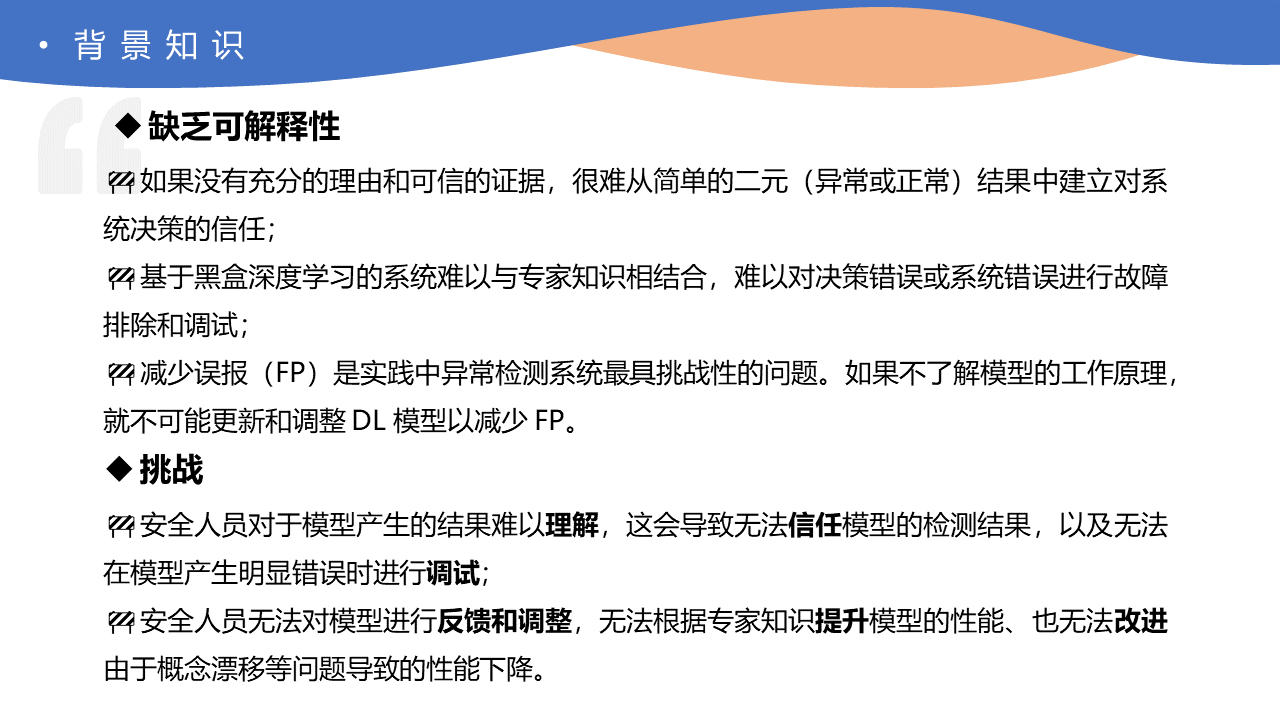 • 背景知识
◆ 缺乏可解释性
🚧如果没有充分的理由和可信的证据，很难从简单的二元（异常或正常）结果中建立对系
统决策的信任；
🚧基于黑盒深度学习的系统难以与专家知识相结合，难以对决策错误或系统错误进行故障
排除和调试；
🚧减少误报（FP）是实践中异常检测系统最具挑战性的问题。如果不了解模型的工作原理，
就不可能更新和调整 DL 模型以减少 FP。
◆ 挑战
🚧安全人员对于模型产生的结果难以理解，这会导致无法信任模型的检测结果，以及无法
在模型产生明显错误时进行调试；
🚧安全人员无法对模型进行反馈和调整，无法根据专家知识提升模型的性能、也无法改进
由于概念漂移等问题导致的性能下降。